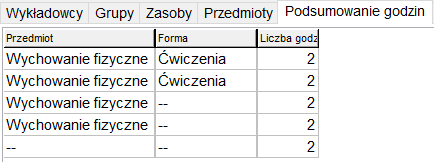 Wykładowcy Grupy Zasoby Przedmioty Podsumowanie godzin
Przedmiot Forma Liczba godz
Wychowanie fizyczne Ćwiczenia 2
Wychowanie fizyczne Ćwiczenia 2
Wychowanie fizyczne -- 2
Wychowanie fizyczne -- 2
-- -- 2